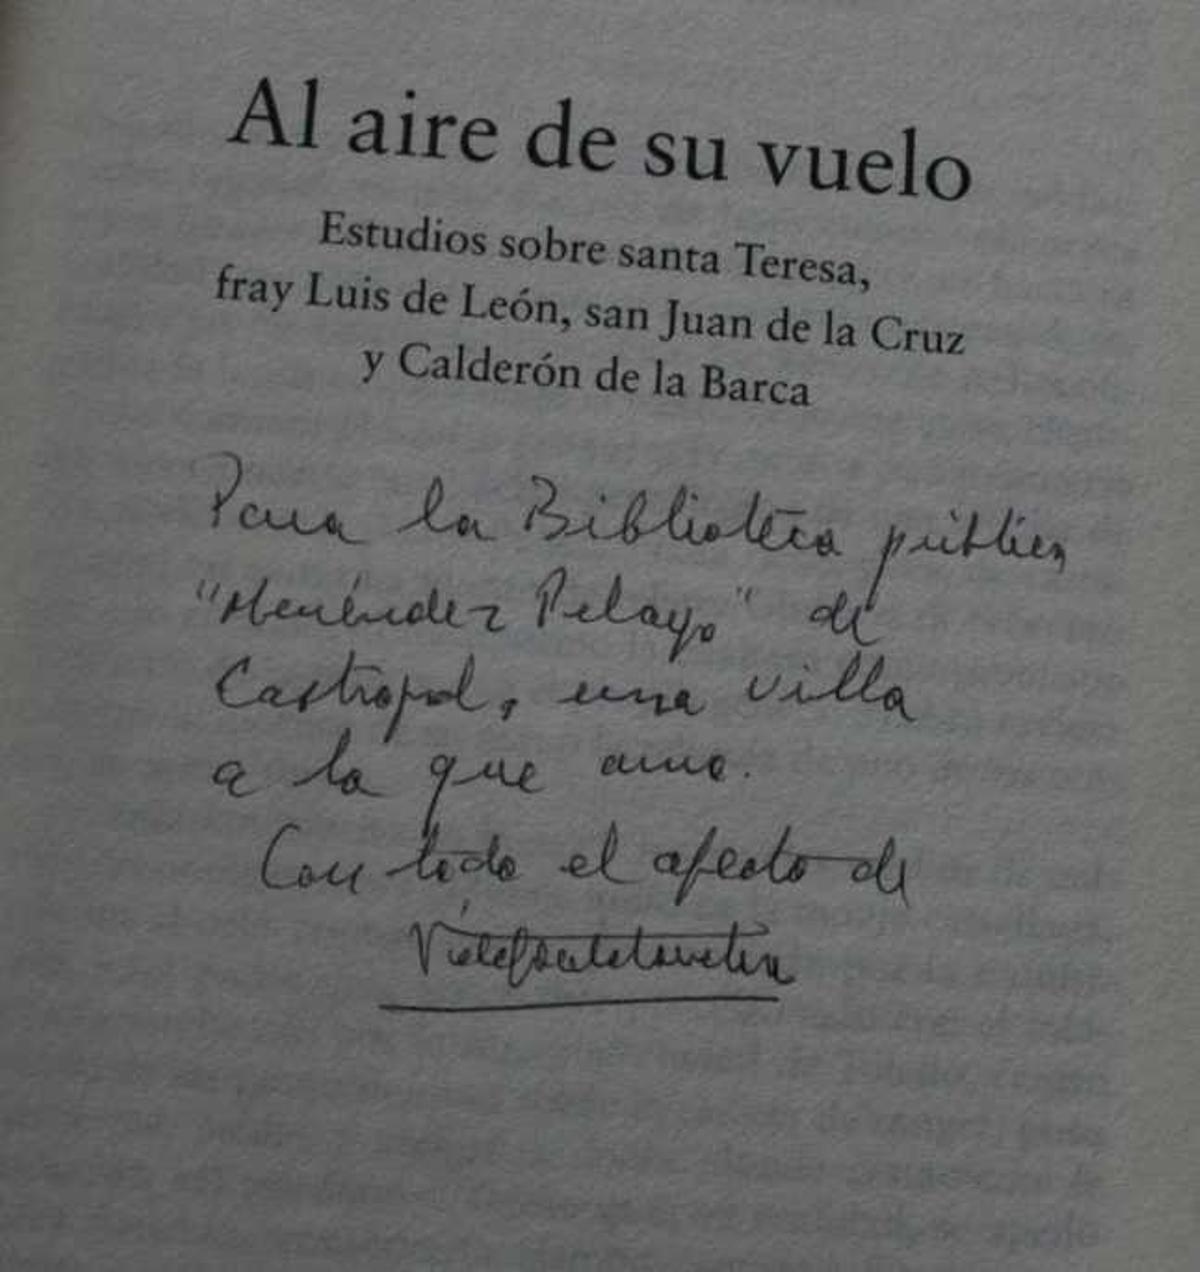 Al aire de su vuelo
Estudios sobre santa Teresa,
fray Luis de León, san Juan de la Cruz
y Calderón de la Barca
Para la Biblioteca pública
"Menéndez Pelayo" de
Castropol, una villa
a la que amo.
Con todo el afecto de